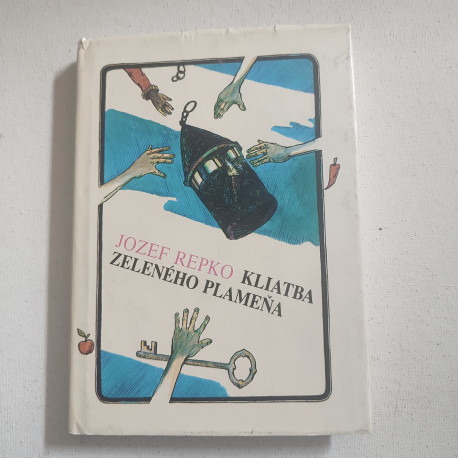 JOZEF REPKO KLIATBA
ZELENÉHO PLAMEŇA